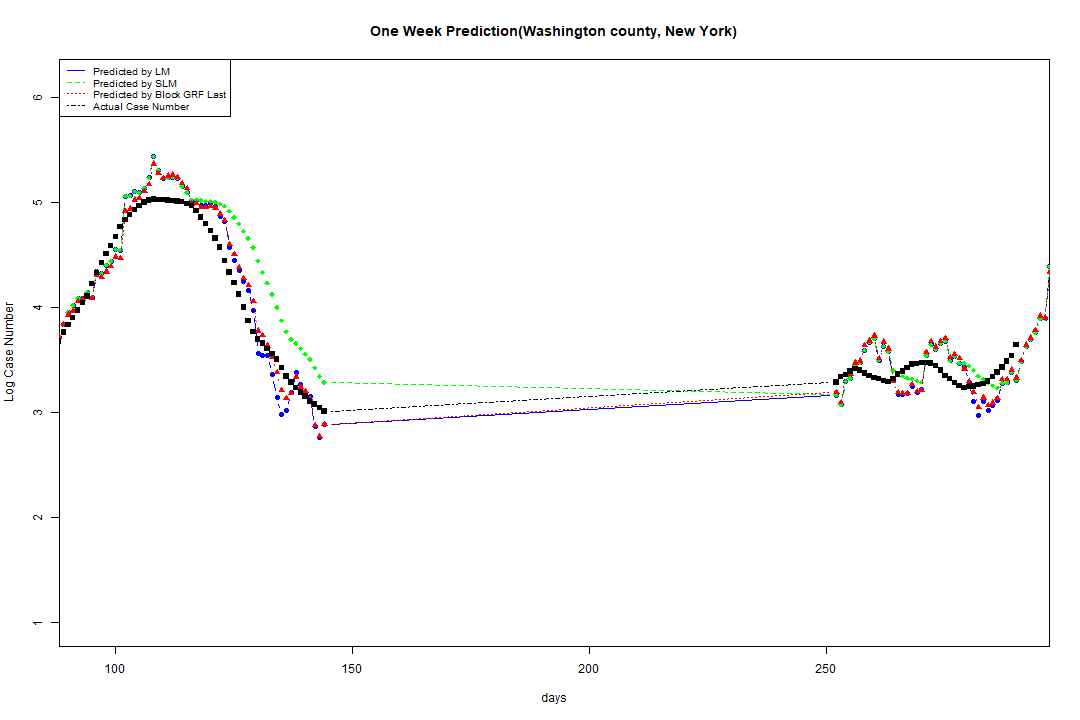 One Week Prediction(Washington county, New York)
Predicted by LM
Predicted by SLM
Predicted by Block GRF Last
Actual Case Number
6
5
4
3
2
1
Log Case Number
100
150
200
250
days